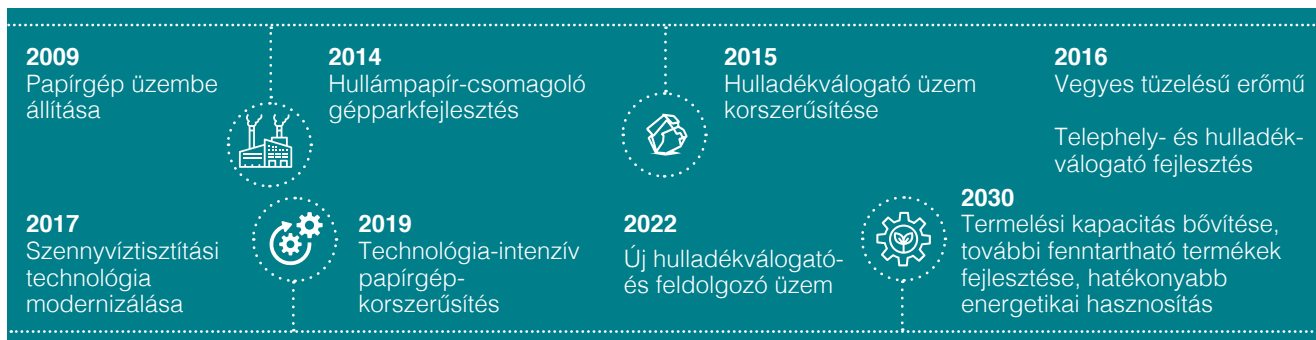 2009
Papírgép üzembe
állítása
2014
Hullámpapír-csomagoló
gépparkfejlesztés
2015
Hulladékválogató üzem
korszerűsítése
2016
Vegyes tüzelésű erőmű
Telephely- és hulladék-
válogató fejlesztés
2017
Szennyvíztisztítási
technológia
modernizálása
2019
Technológia-intenzív
papírgép-
korszerűsítés
2022
Új hulladékválogató-
és feldolgozó üzem
2030
Termelési kapacitás bővítése,
további fenntartható termékek
fejlesztése, hatékonyabb
energetikai hasznosítás